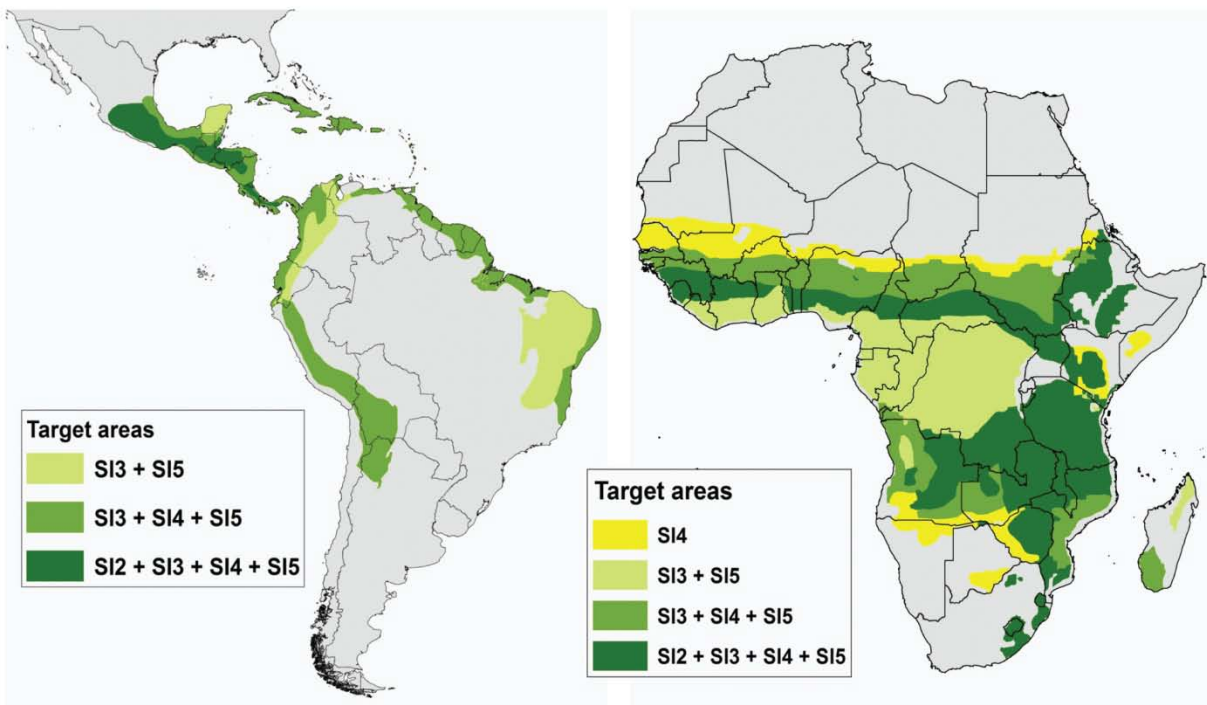 Target areas
SI3 + SI5
SI3 + SI4 + SI5
SI2 + SI3 + SI4 + SI5
Target areas
SI4
SI3 + SI5
SI3 + SI4 + SI5
SI2 + SI3 + SI4 + SI5